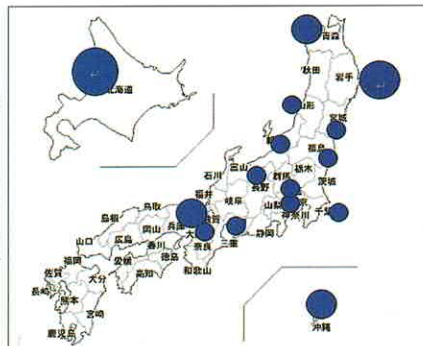 北海道
青森
秋田
岩手
山形
宮城
福島
石川
富山
群馬
栃木
茨城
長野
福井
岐阜
山梨
千葉
神奈川
静岡
三重
奈良
和歌山
鳥取
島根
岡山
兵庫
広島
山口
香川
徳島
愛媛
高知
福岡
佐賀
大分
長崎
熊本
宮崎
鹿児島
沖縄